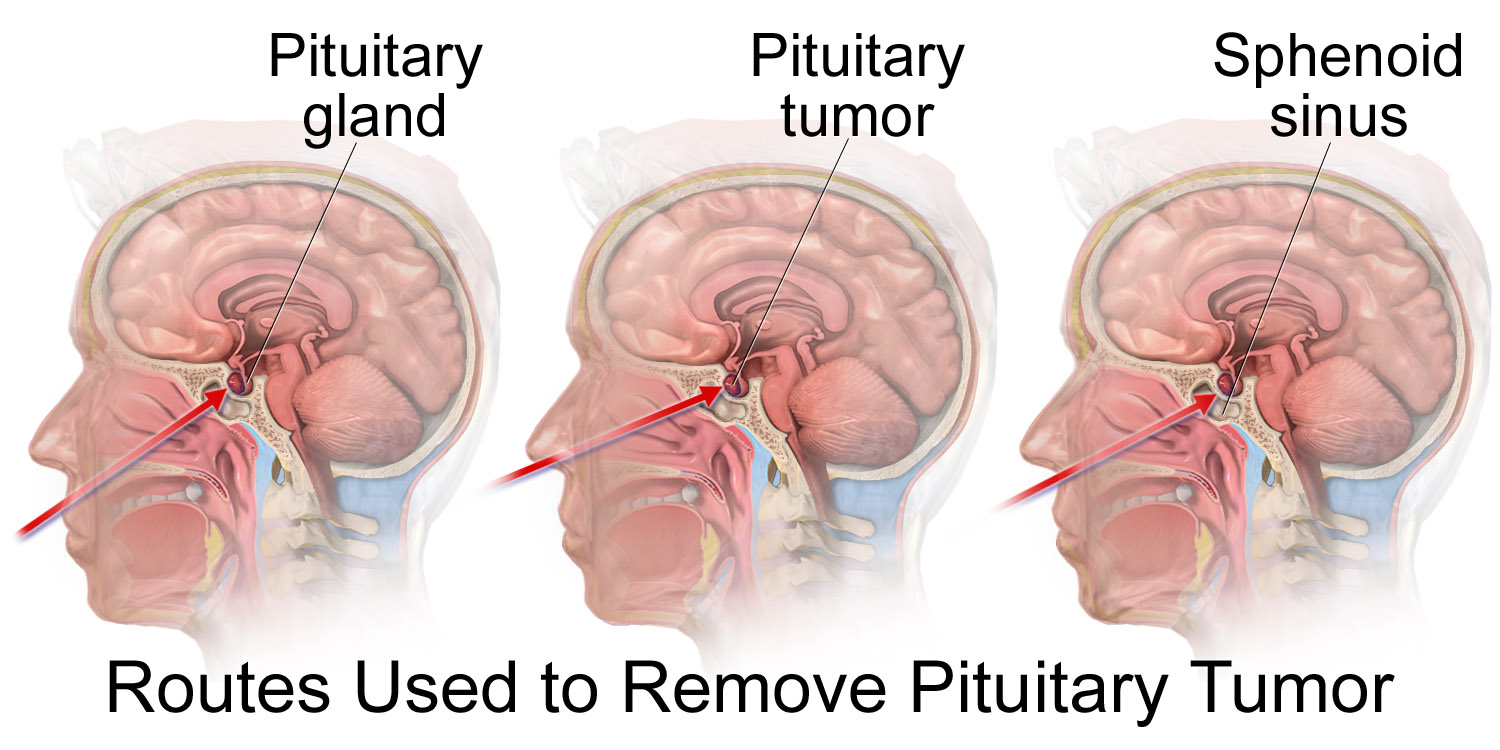 Pituitary
gland
Pituitary
tumor
Sphenoid
sinus
Routes Used to Remove Pituitary Tumor